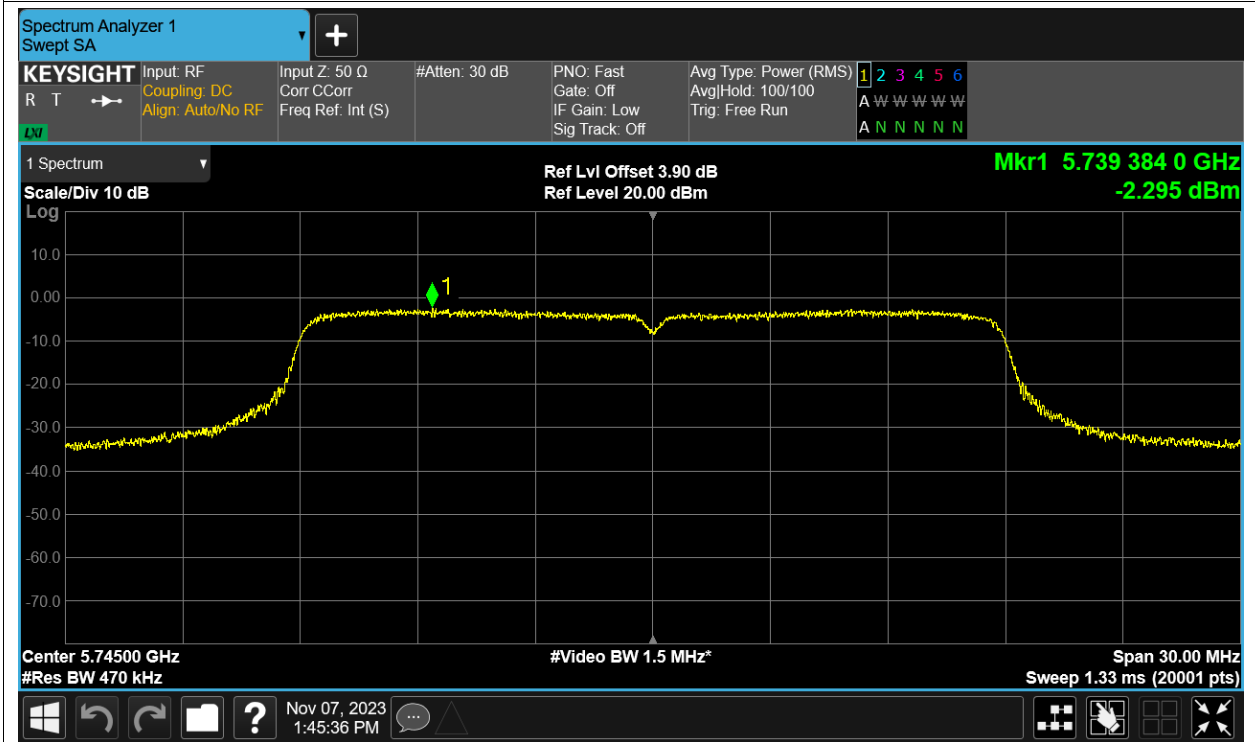 Spectrum Analyzer 1
Swept SA
KEYSIGHT
R T
LXI
Input: RF
Coupling: DC
Align: Auto/No RF
Input Z: 50 Ω
Corr CCorr
Freq Ref: Int (S)
#Atten: 30 dB
PNO: Fast
Gate: Off
IF Gain: Low
Sig Track: Off
Avg Type: Power (RMS)
Avg|Hold: 100/100
Trig: Free Run
1 2 3 4 5 6
A W W W W W
A N N N N N
1 Spectrum
Scale/Div 10 dB
Log
Ref Lvl Offset 3.90 dB
Ref Level 20.00 dBm
Mkr1 5.739 384 0 GHz
-2.295 dBm
10.0
0.00
-10.0
-20.0
-30.0
-40.0
-50.0
-60.0
-70.0
1
Center 5.74500 GHz
#Res BW 470 kHz
#Video BW 1.5 MHz*
Span 30.00 MHz
Sweep 1.33 ms (20001 pts)
?
Nov 07, 2023
1:45:36 PM